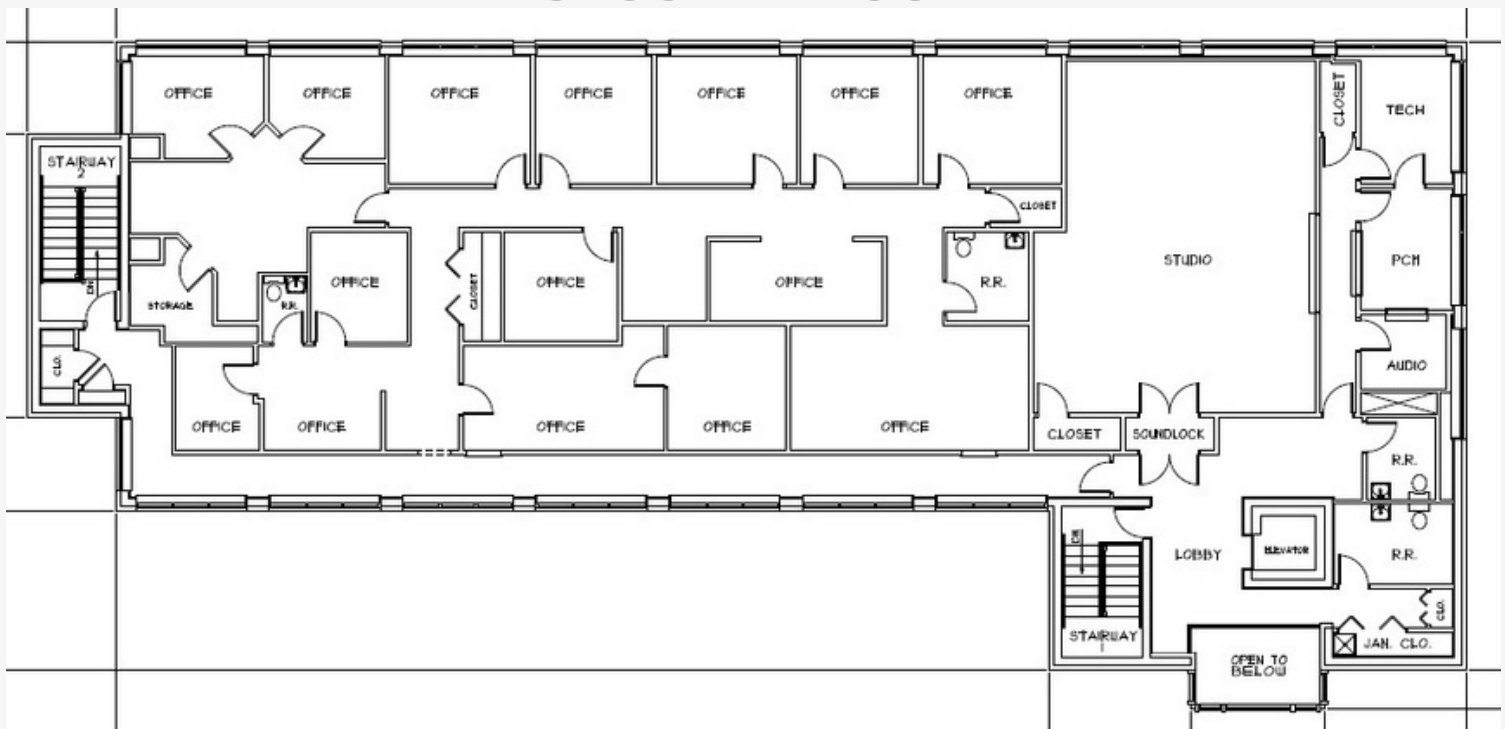 OFFICE
OFFICE
OFFICE
OFFICE
OFFICE
OFFICE
OFFICE
CLOSET
TECH
STAIRWAY
2
CLOSET
OFFICE
CLOSET
OFFICE
OFFICE
R.R.
STUDIO
PCH
DN
STORAGE
R.R.
CLO.
AUDIO
OFFICE
OFFICE
OFFICE
OFFICE
OFFICE
CLOSET
SOUNDLOCK
R.R.
DN
LOBBY
ELEVATOR
R.R.
CLO.
STAIRWAY
1
JAN. CLO.
OPEN TO
BELOW